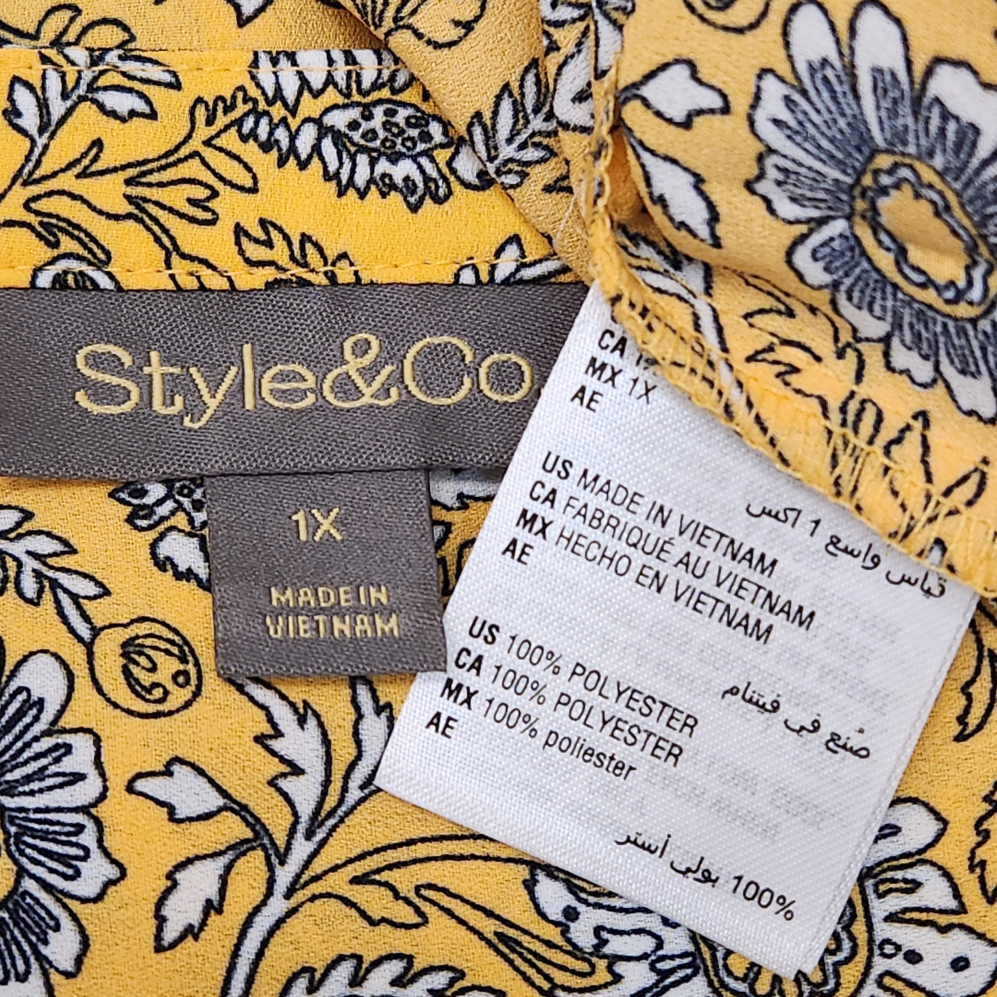 Style&Co
1X
MADE IN
VIETNAM
CA
MX 1X
AE
قياس واسع 1 اكس
US MADE IN VIETNAM
CA FABRIQUÉ AU VIETNAM
MX HECHO EN VIETNAM
AE
صُنع في فيتنام
US 100% POLYESTER
CA 100% POLYESTER
MX 100% poliester
AE
100% بولي أستر